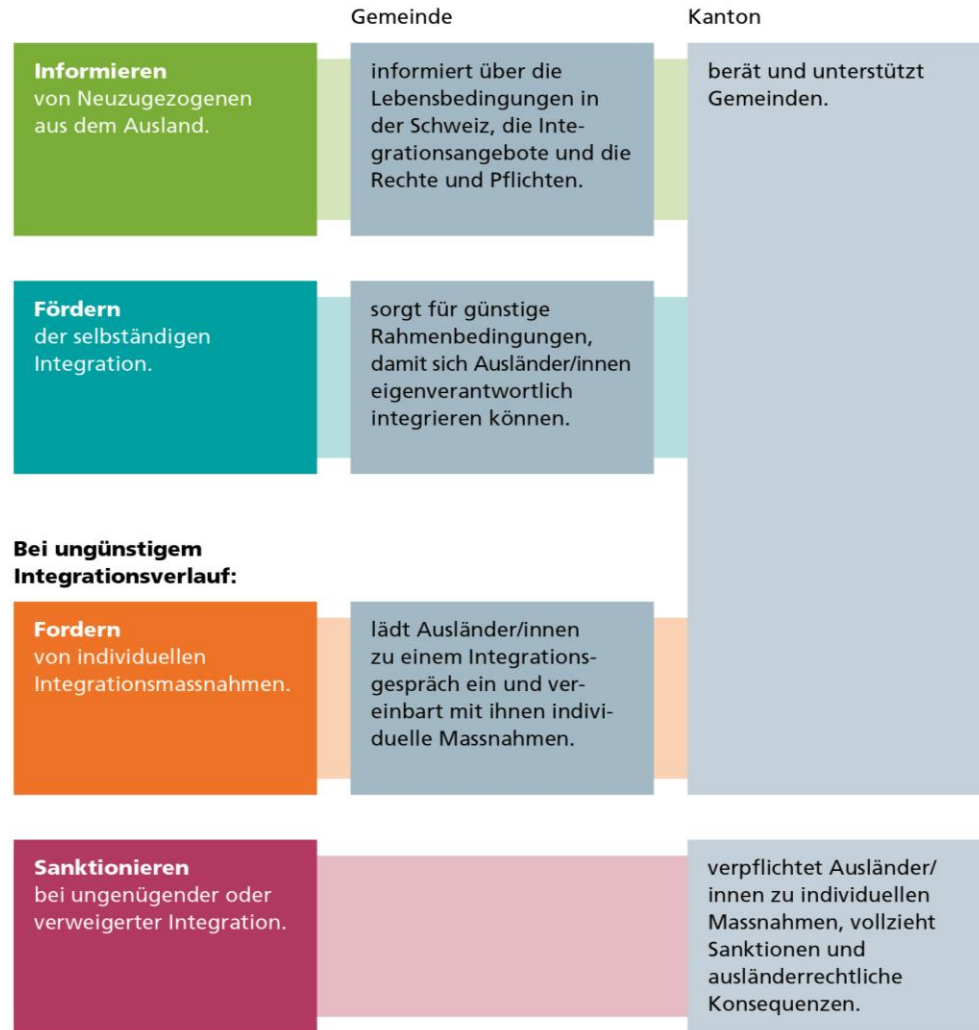 Gemeinde
Kanton
Informieren
von Neuzugezogenen
aus dem Ausland.
informiert über die
Lebensbedingungen in
der Schweiz, die Inte-
grationsangebote und die
Rechte und Pflichten.
berät und unterstützt
Gemeinden.
Fördern
der selbständigen
Integration.
sorgt für günstige
Rahmenbedingungen,
damit sich Ausländer/innen
eigenverantwortlich
integrieren können.
Bei ungünstigem
Integrationsverlauf:
Fordern
von individuellen
Integrationsmassnahmen.
lädt Ausländer/innen
zu einem Integrations-
gespräch ein und ver-
einbart mit ihnen indivi-
duelle Massnahmen.
Sanktionieren
bei ungenügender oder
verweigerter Integration.
verpflichtet Ausländer/
innen zu individuellen
Massnahmen, vollzieht
Sanktionen und
ausländerrechtliche
Konsequenzen.